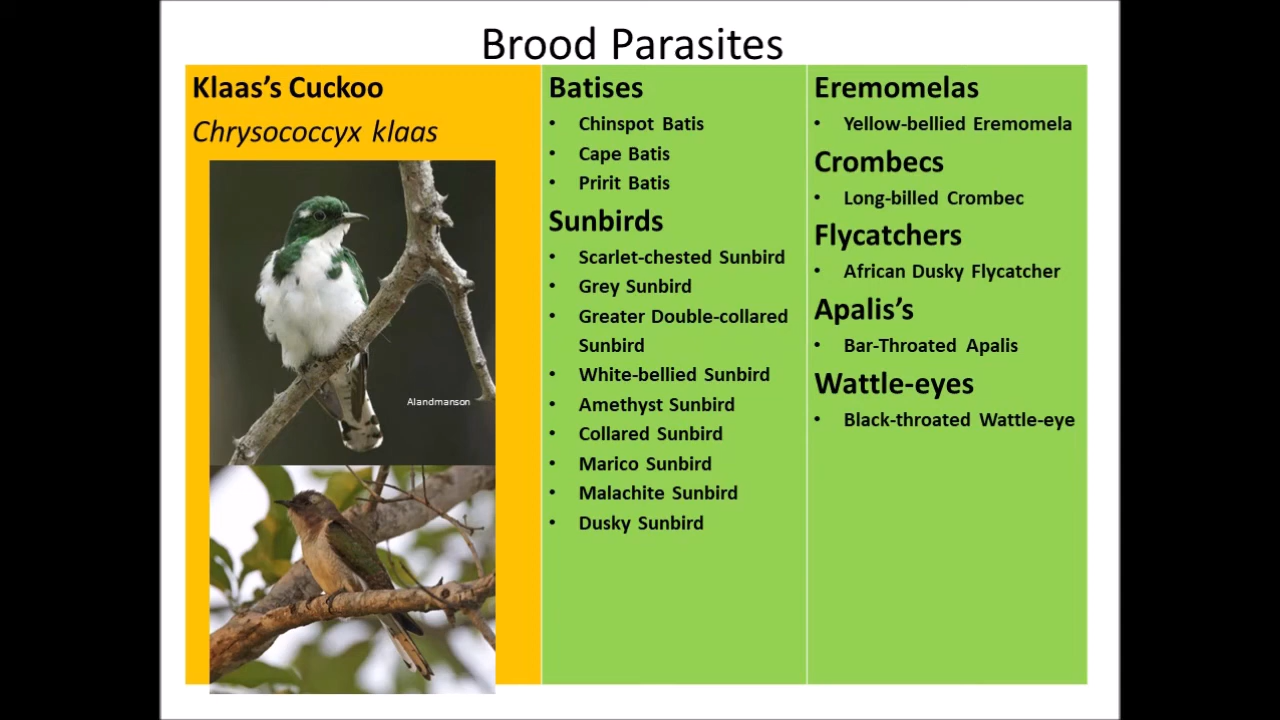 Brood Parasites
Klaas's Cuckoo
Chrysococcyx klaas
Alandmanson
Batises
• Chinspot Batis
• Cape Batis
• Pririt Batis
Sunbirds
• Scarlet-chested Sunbird
• Grey Sunbird
• Greater Double-collared
Sunbird
• White-bellied Sunbird
• Amethyst Sunbird
• Collared Sunbird
• Marico Sunbird
• Malachite Sunbird
• Dusky Sunbird
Eremomelas
• Yellow-bellied Eremomela
Crombecs
• Long-billed Crombec
Flycatchers
• African Dusky Flycatcher
Apalis's
• Bar-Throated Apalis
Wattle-eyes
• Black-throated Wattle-eye